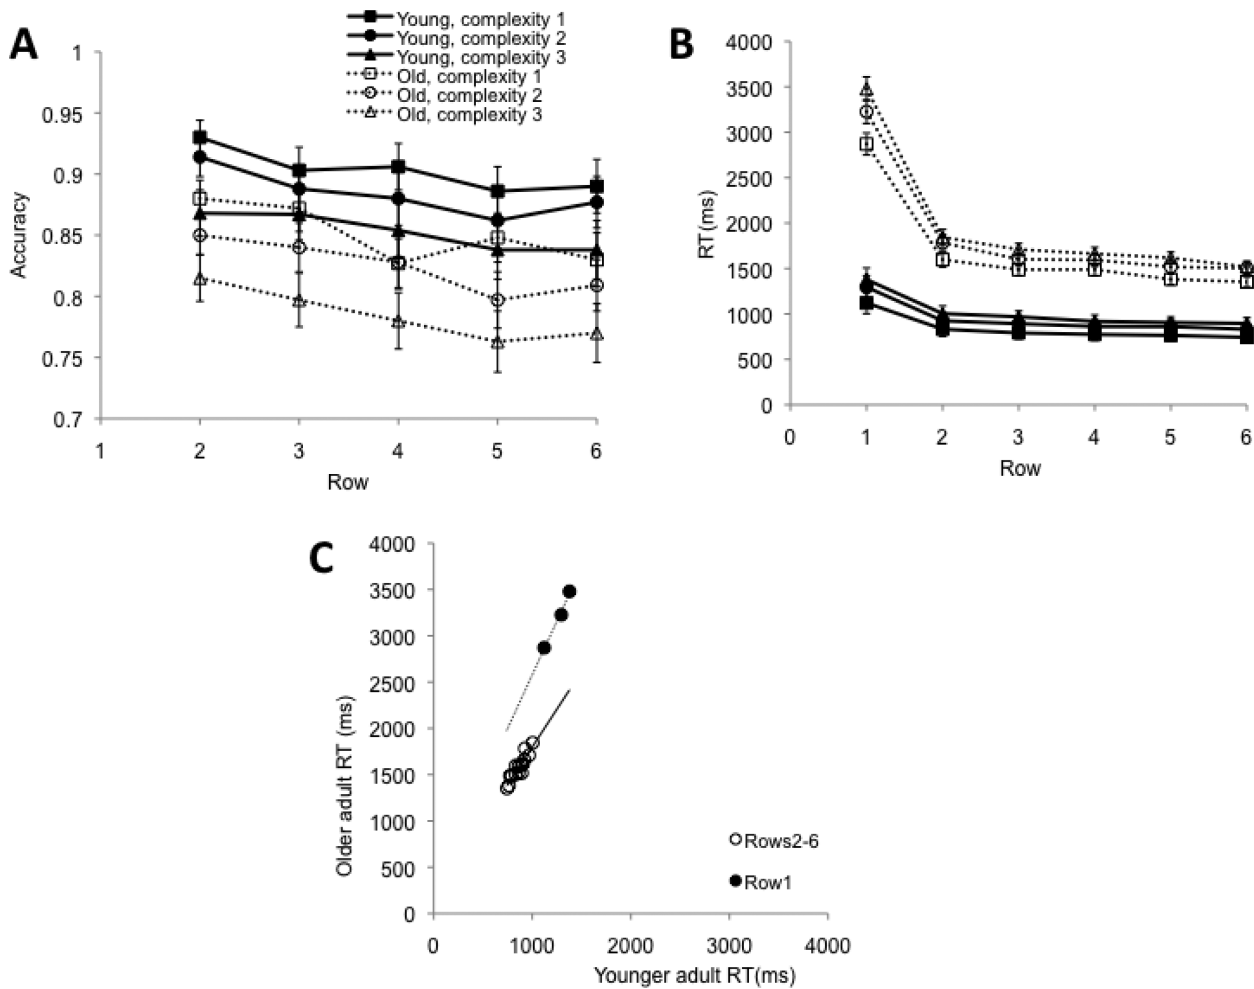 A
Young, complexity 1
Young, complexity 2
Young, complexity 3
Old, complexity 1
Old, complexity 2
Old, complexity 3
1
0.95
0.9
0.85
0.8
0.75
0.7
Accuracy
1 2 3 4 5 6
Row
B
4000
3500
3000
2500
2000
1500
1000
500
0
RT(ms)
0 1 2 3 4 5 6
Row
C
4000
3500
3000
2500
2000
1500
1000
500
0
Older adult RT (ms)
Rows2-6
Row1
0 1000 2000 3000 4000
Younger adult RT(ms)